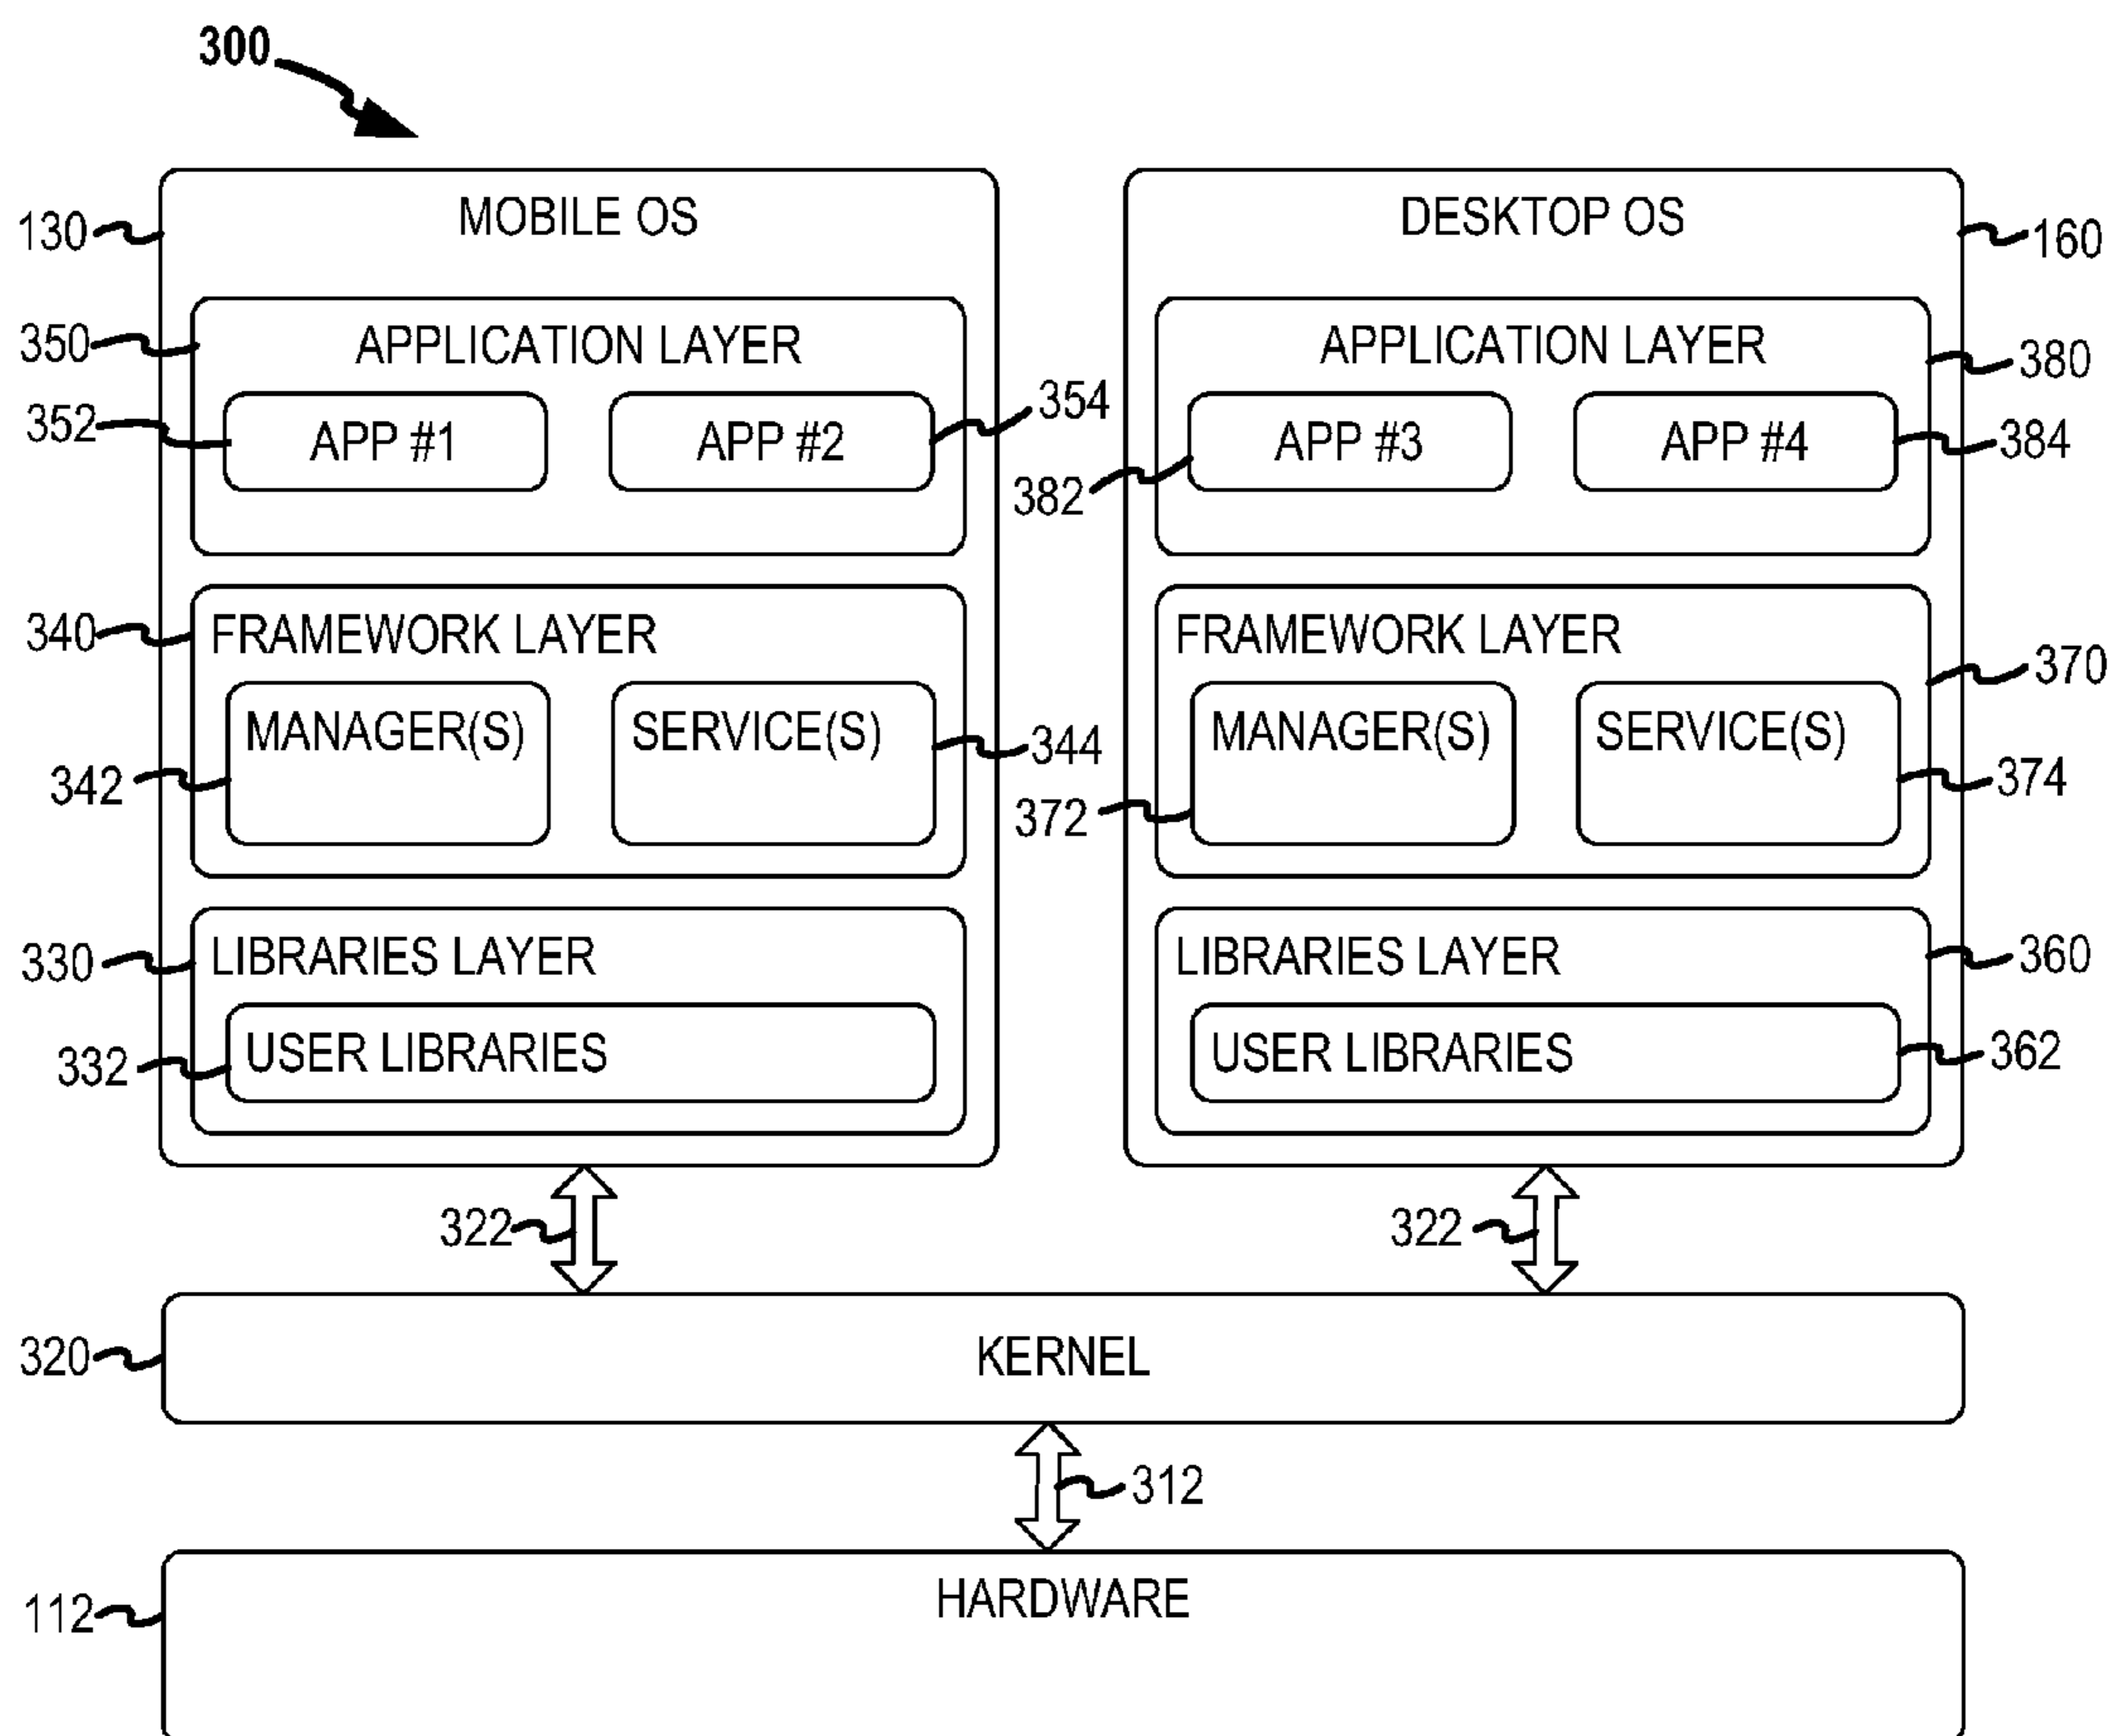 300
MOBILE OS
DESKTOP OS
130
160
APPLICATION LAYER
APPLICATION LAYER
350
380
352
APP #1
APP #2
354
382
APP #3
APP #4
384
340
FRAMEWORK LAYER
FRAMEWORK LAYER
370
342
MANAGER(S)
SERVICE(S)
344
372
MANAGER(S)
SERVICE(S)
374
330
LIBRARIES LAYER
LIBRARIES LAYER
360
332
USER LIBRARIES
USER LIBRARIES
362
322
322
320
KERNEL
312
112
HARDWARE